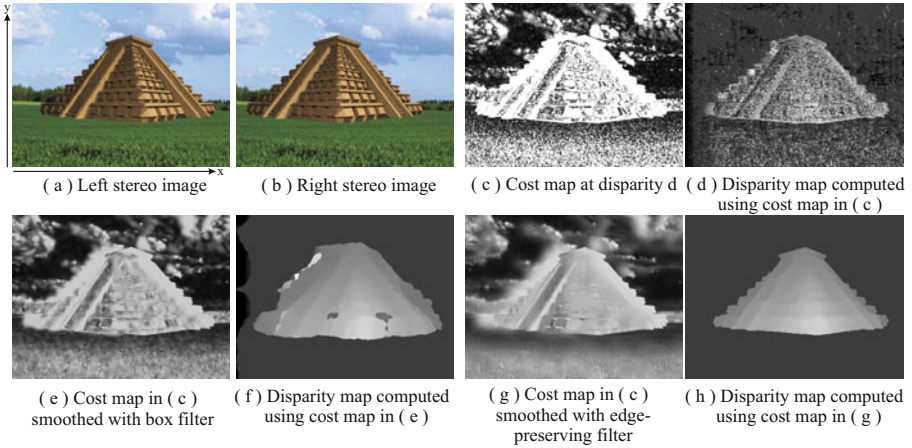 y
x
( a ) Left stereo image
( b ) Right stereo image
( c ) Cost map at disparity d
( d ) Disparity map computed
using cost map in ( c )
( e ) Cost map in ( c )
smoothed with box filter
( f ) Disparity map computed
using cost map in ( e )
( g ) Cost map in ( c )
smoothed with edge-
preserving filter
( h ) Disparity map computed
using cost map in ( g )